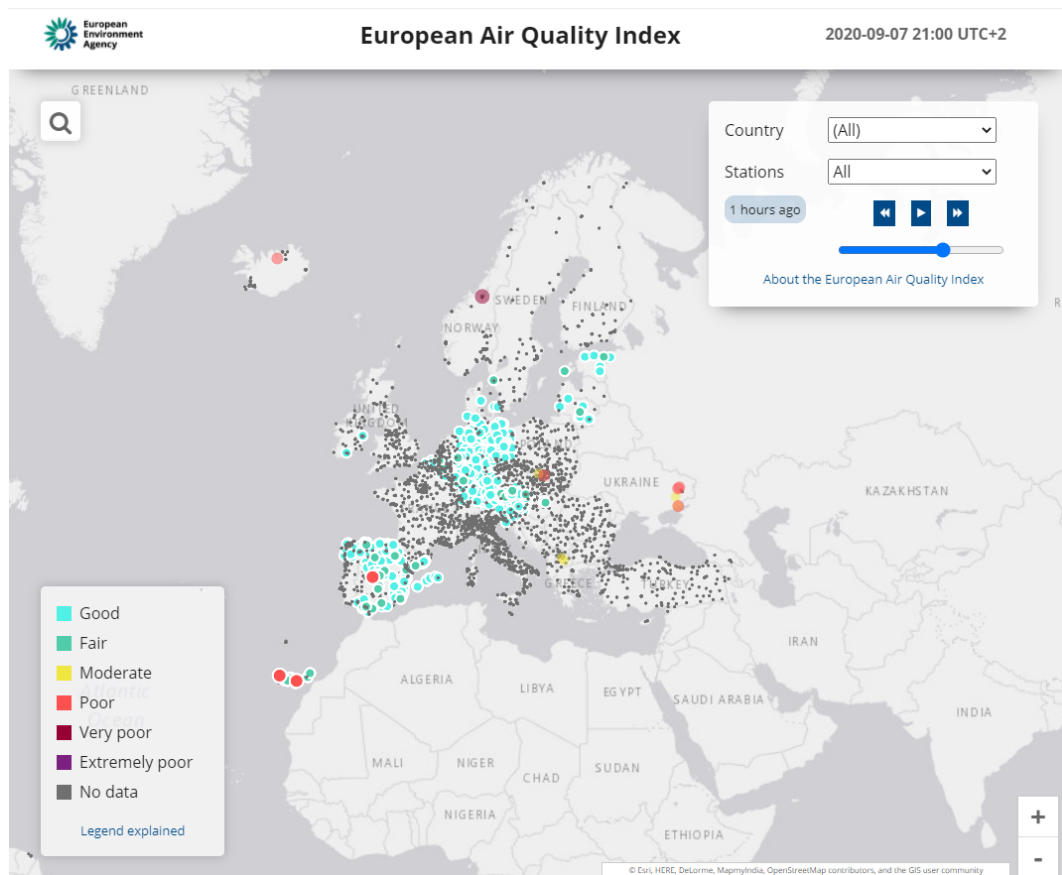 European
Environment
Agency
European Air Quality Index
2020-09-07 21:00 UTC+2
GREENLAND
Country
(All)
Stations
All
1 hours ago
About the European Air Quality Index
SWEDEN
FINLAND
NORWAY
UNITED
KINGDOM
POLAND
UKRAINE
KAZAKHSTAN
GREECE
TURKEY
Good
Fair
Moderate
Poor
Very poor
Extremely poor
No data
Legend explained
Atlantic
Ocean
IRAN
ALGERIA
LIBYA
EGYPT
SAUDI ARABIA
INDIA
MALI
NIGER
CHAD
SUDAN
NIGERIA
ETHIOPIA
+
-
© Esri, HERE, DeLorme, MapmyIndia, OpenStreetMap contributors, and the GIS user community